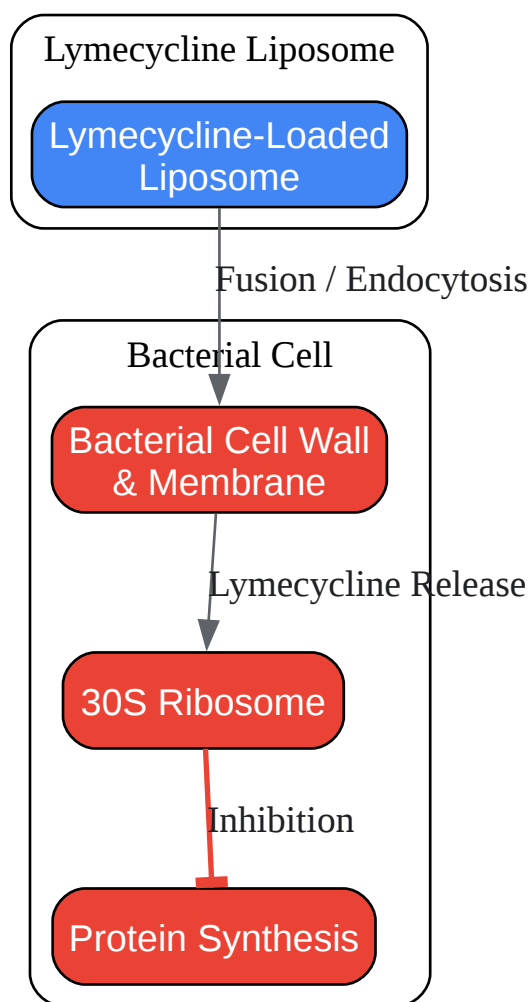 Lymecycline Liposome
Lymecycline-Loaded
Liposome
Fusion / Endocytosis
Bacterial Cell
Bacterial Cell Wall
& Membrane
Lymecycline Release
30S Ribosome
Inhibition
Protein Synthesis